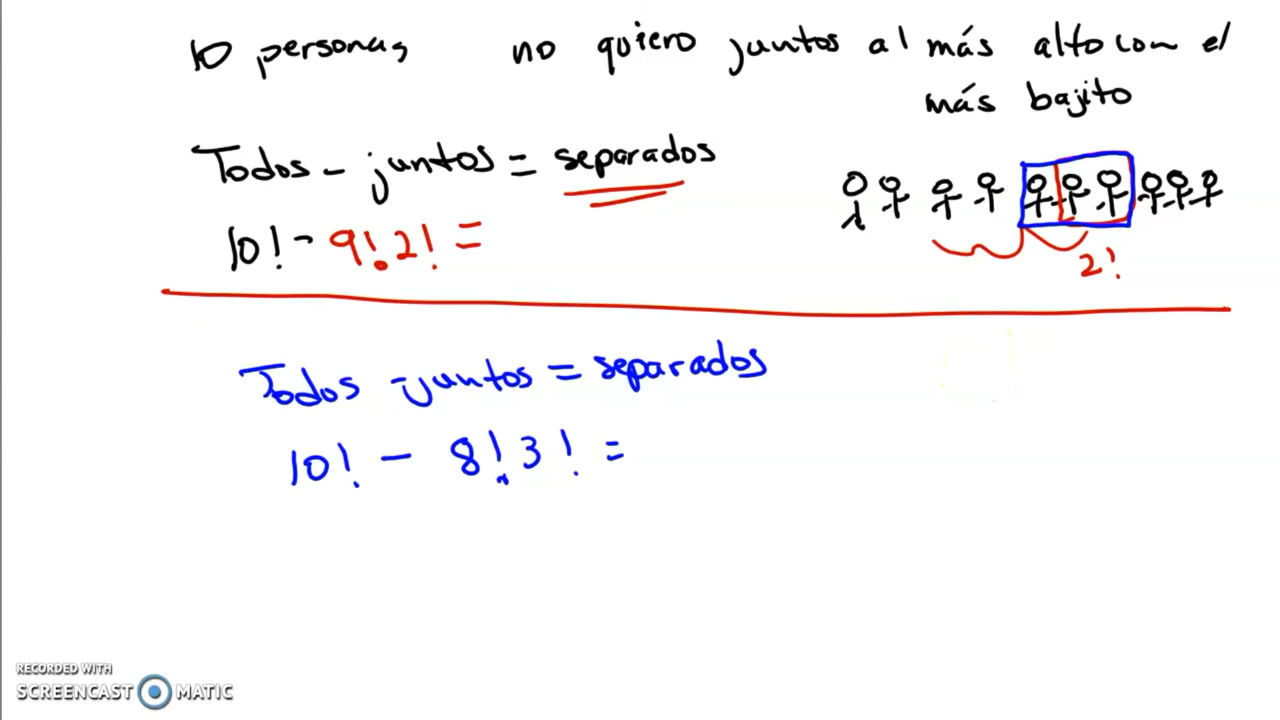 10 personas no quiero juntos al más alto con el
más bajito
Todos - juntos = separados
10! - 9! · 2! =
2!
Todos - juntos = separados
10! - 8! · 3! =
RECORDED WITH
SCREENCAST MATIC